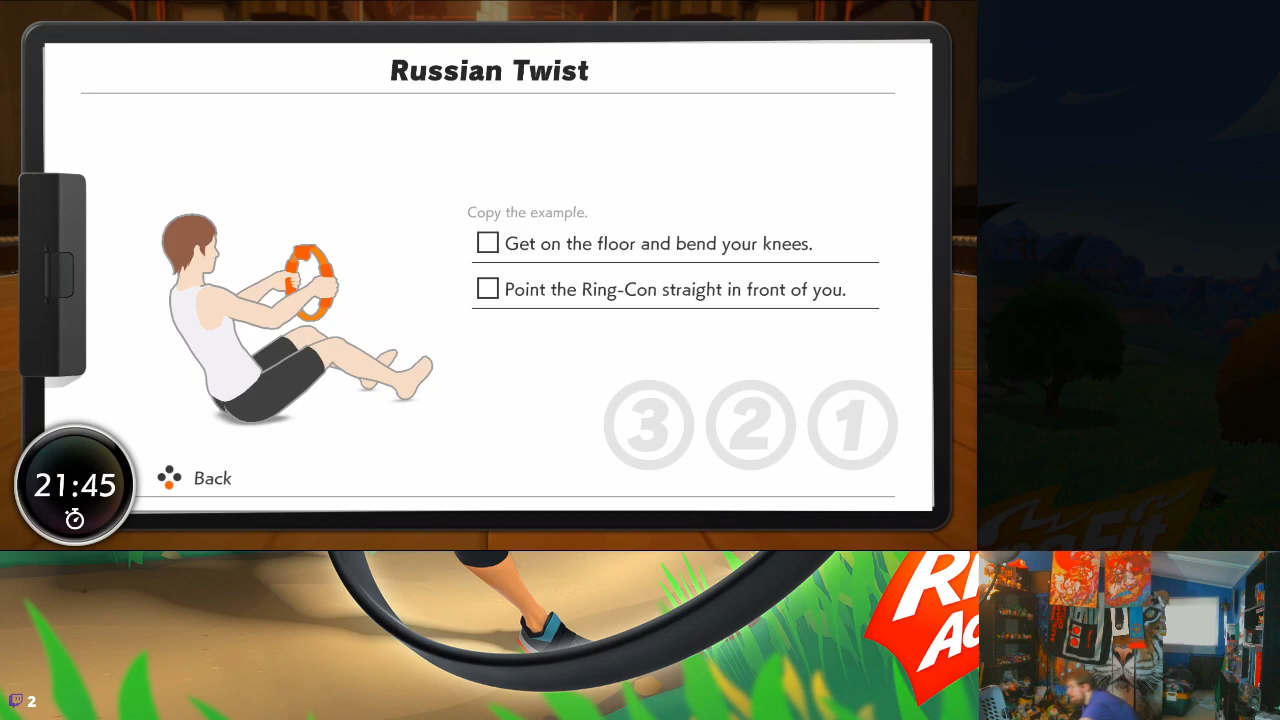 Russian Twist
Copy the example.
Get on the floor and bend your knees.
Point the Ring-Con straight in front of you.
3 2 1
21:45
Back
2